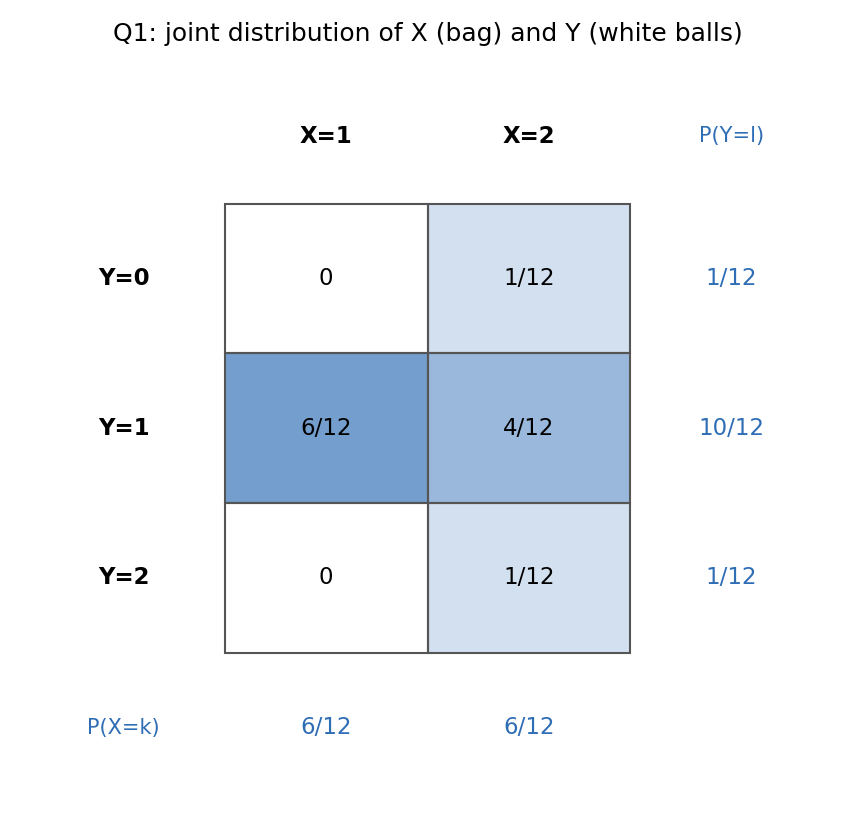 Q1: joint distribution of X (bag) and Y (white balls)
X=1 X=2 P(Y=l)
Y=0 0 1/12 1/12
Y=1 6/12 4/12 10/12
Y=2 0 1/12 1/12
P(X=k) 6/12 6/12